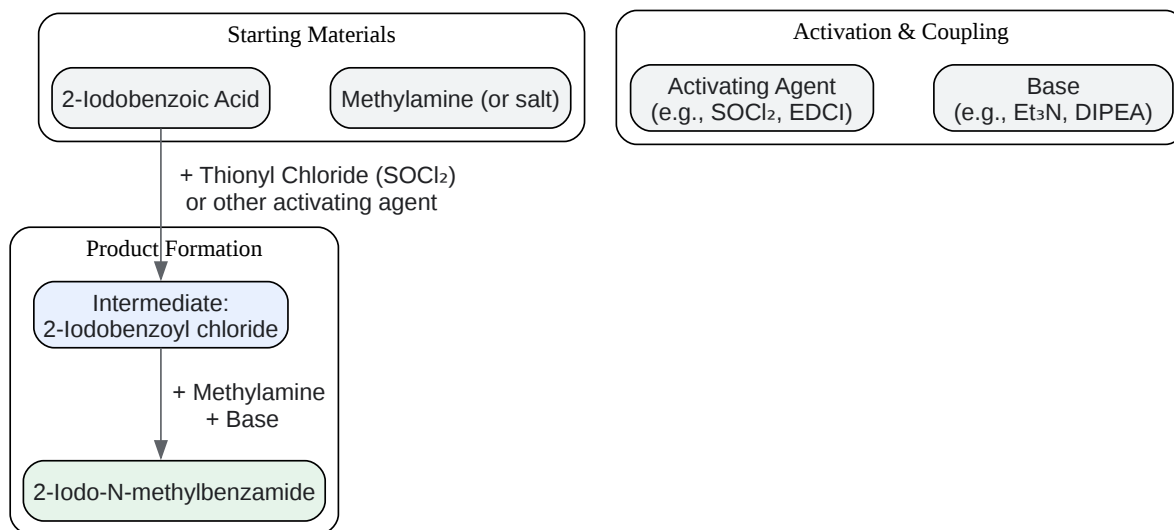 Starting Materials
2-Iodobenzoic Acid
Methylamine (or salt)
Activation & Coupling
Activating Agent
(e.g., SOCl₂, EDCI)
Base
(e.g., Et₃N, DIPEA)
+ Thionyl Chloride (SOCl₂)
or other activating agent
Product Formation
Intermediate:
2-Iodobenzoyl chloride
+ Methylamine
+ Base
2-Iodo-N-methylbenzamide